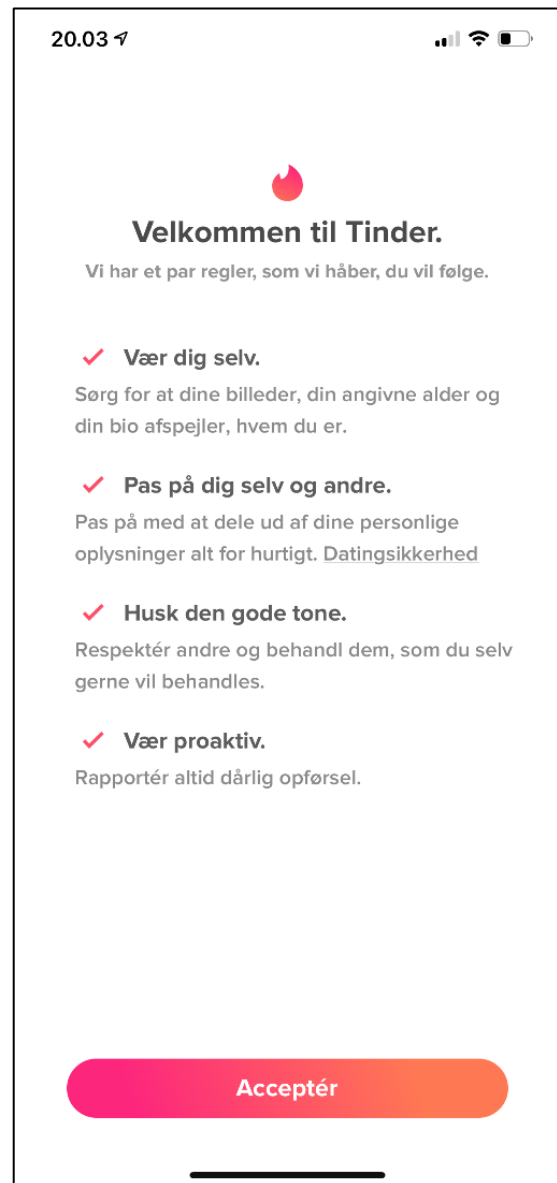 20.03
Velkommen til Tinder.
Vi har et par regler, som vi håber, du vil følge.
Vær dig selv.
Sørg for at dine billeder, din angivne alder og
din bio afspejler, hvem du er.
Pas på dig selv og andre.
Pas på med at dele ud af dine personlige
oplysninger alt for hurtigt. Datingsikkerhed
Husk den gode tone.
Respektér andre og behandl dem, som du selv
gerne vil behandles.
Vær proaktiv.
Rapportér altid dårlig opførsel.
Acceptér